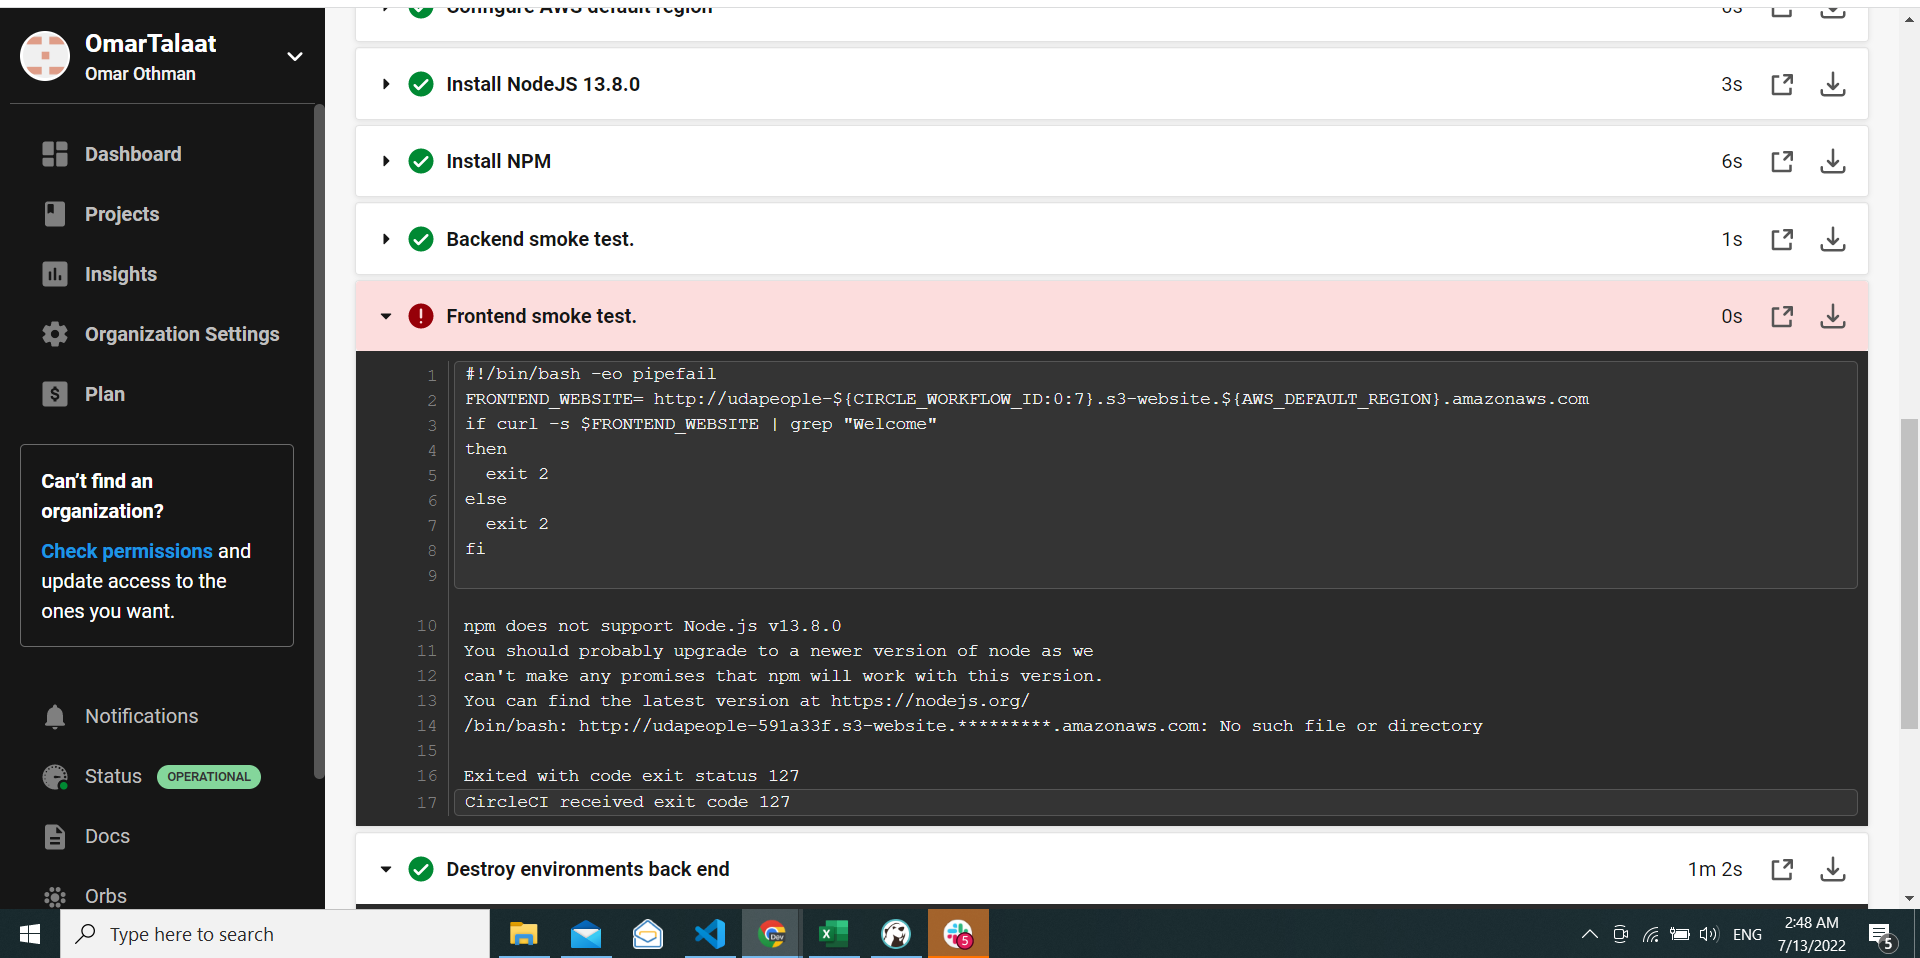 OmarTalaat
Omar Othman
Dashboard
Projects
Insights
Organization Settings
Plan
Can't find an
organization?
Check permissions and
update access to the
ones you want.
Notifications
Status OPERATIONAL
Docs
Orbs
Configure AWS default region 0s
Install NodeJS 13.8.0 3s
Install NPM 6s
Backend smoke test. 1s
Frontend smoke test. 0s
1 #!/bin/bash -eo pipefail
2 FRONTEND_WEBSITE= http://udapeople-${CIRCLE_WORKFLOW_ID:0:7}.s3-website.${AWS_DEFAULT_REGION}.amazonaws.com
3 if curl -s $FRONTEND_WEBSITE | grep "Welcome"
4 then
5   exit 2
6 else
7   exit 2
8 fi
9
10 npm does not support Node.js v13.8.0
11 You should probably upgrade to a newer version of node as we
12 can't make any promises that npm will work with this version.
13 You can find the latest version at https://nodejs.org/
14 /bin/bash: http://udapeople-591a33f.s3-website.*********.amazonaws.com: No such file or directory
15
16 Exited with code exit status 127
17 CircleCI received exit code 127
Destroy environments back end 1m 2s
Type here to search
Dev
5
ENG
2:48 AM
7/13/2022
5